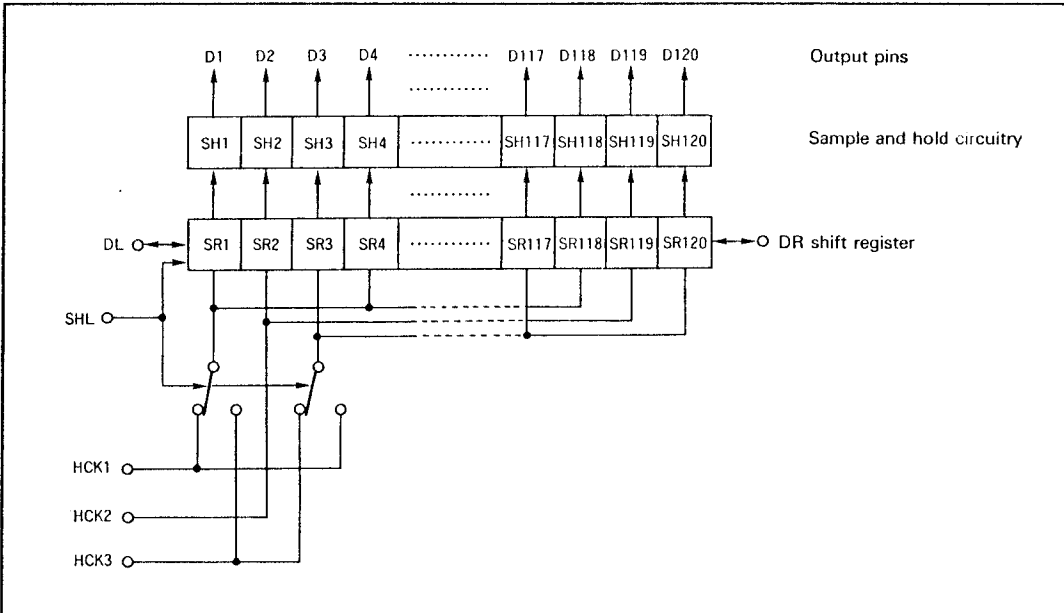 D1 D2 D3 D4 ·········· D117 D118 D119 D120 Output pins
··········
SH1 SH2 SH3 SH4 ·········· SH117 SH118 SH119 SH120 Sample and hold circuitry
··········
DL SR1 SR2 SR3 SR4 ·········· SR117 SR118 SR119 SR120 DR shift register
SHL
HCK1
HCK2
HCK3